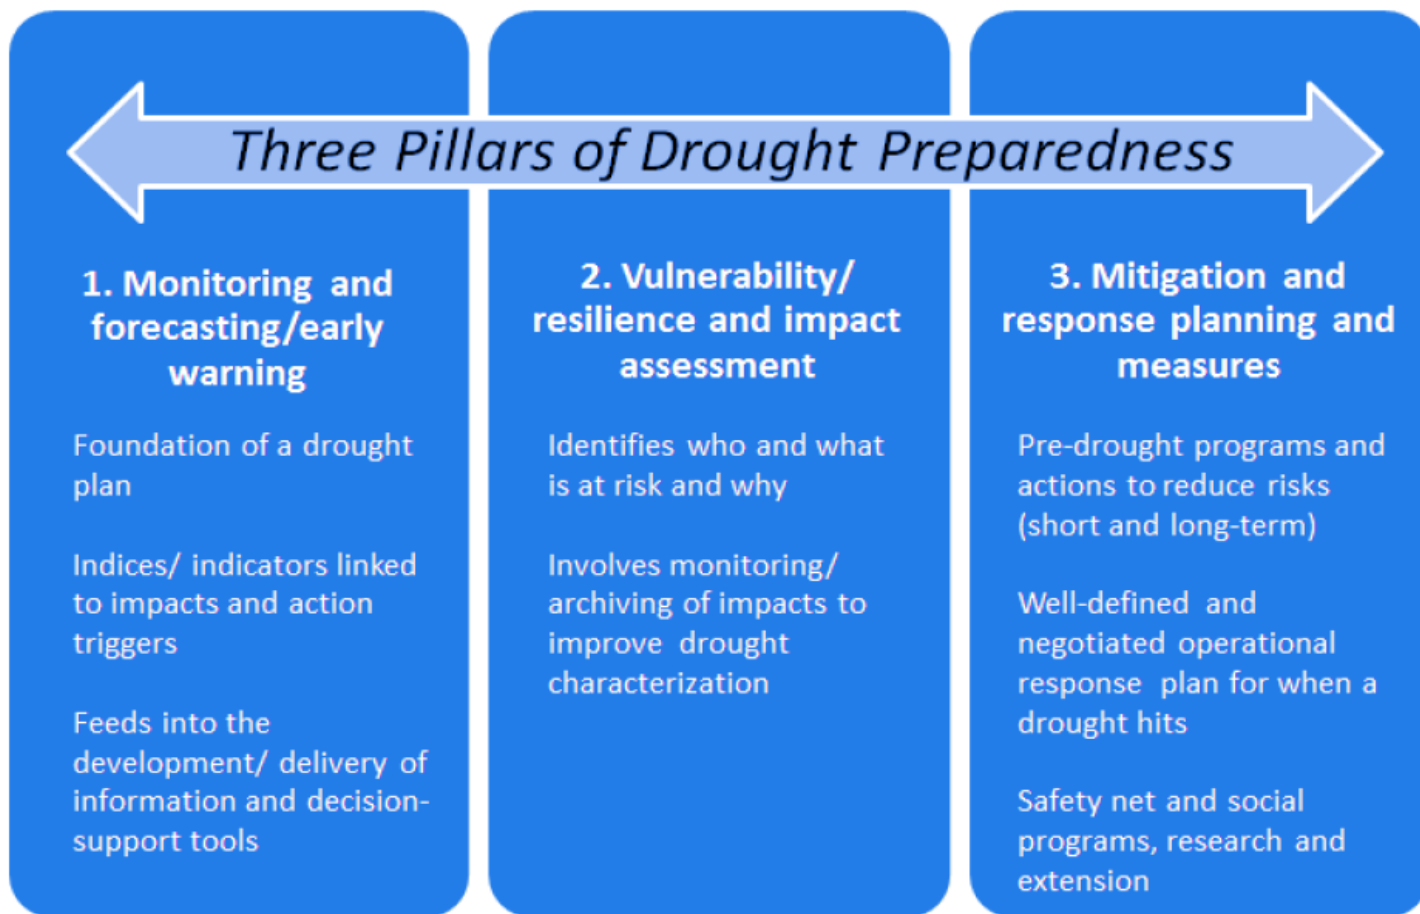 Three Pillars of Drought Preparedness
1. Monitoring and
forecasting/early
warning
Foundation of a drought
plan
Indices/ indicators linked
to impacts and action
triggers
Feeds into the
development/ delivery of
information and decision-
support tools
2. Vulnerability/
resilience and impact
assessment
Identifies who and what
is at risk and why
Involves monitoring/
archiving of impacts to
improve drought
characterization
3. Mitigation and
response planning and
measures
Pre-drought programs and
actions to reduce risks
(short and long-term)
Well-defined and
negotiated operational
response plan for when a
drought hits
Safety net and social
programs, research and
extension